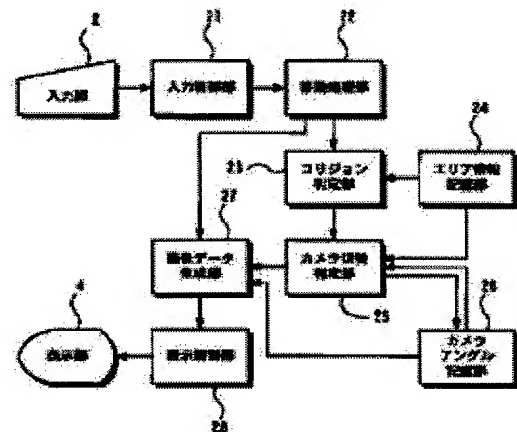 2
21
22
入力部
入力制御部
移動処理部
24
23
コリジョン
判定部
エリア情報
記憶部
27
画像データ
生成部
カメラ切替
判定部
4
25
26
表示部
表示制御部
カメラ
アングル
記憶部
28